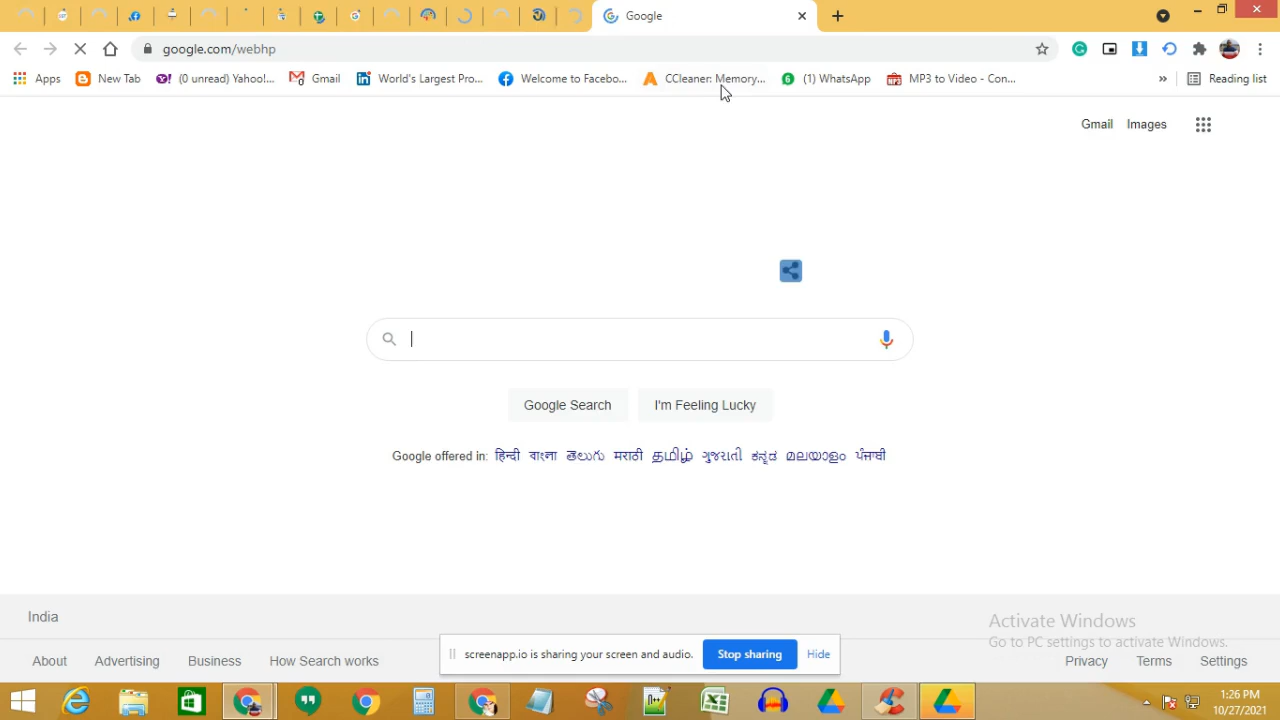 Google
google.com/webhp
Apps New Tab (0 unread) Yahoo!... Gmail World's Largest Pro... Welcome to Facebo... CCleaner: Memory... (1) WhatsApp MP3 to Video - Con... » Reading list
Gmail Images
Google Search I'm Feeling Lucky
Google offered in: हिन्दी বাংলা తెలుగు मराठी தமிழ் ગુજરાતી ಕನ್ನಡ മലയാളം ਪੰਜਾਬੀ
India
Activate Windows
Go to PC settings to activate Windows.
screenapp.io is sharing your screen and audio. Stop sharing Hide
About Advertising Business How Search works Privacy Terms Settings
1:26 PM
10/27/2021